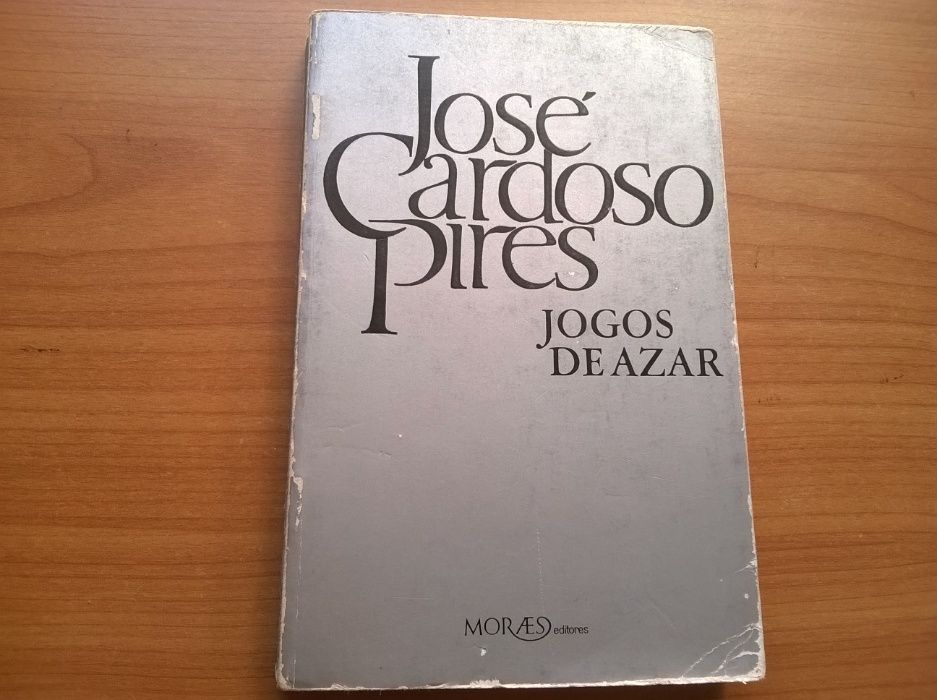 José
Cardoso
Pires
JOGOS
DE AZAR
MORÆS editores